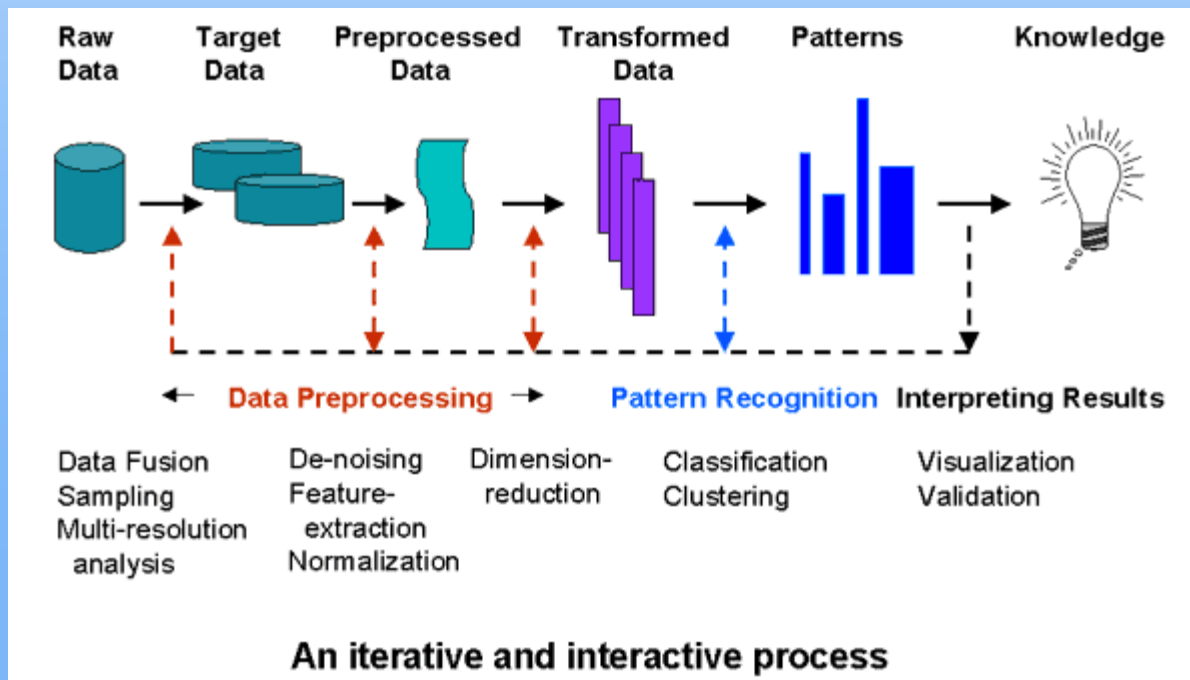 Raw Data
Target Data
Preprocessed Data
Transformed Data
Patterns
Knowledge
Data Preprocessing
Pattern Recognition
Interpreting Results
Data Fusion
Sampling
Multi-resolution
analysis
De-noising
Feature-
extraction
Normalization
Dimension-
reduction
Classification
Clustering
Visualization
Validation
An iterative and interactive process